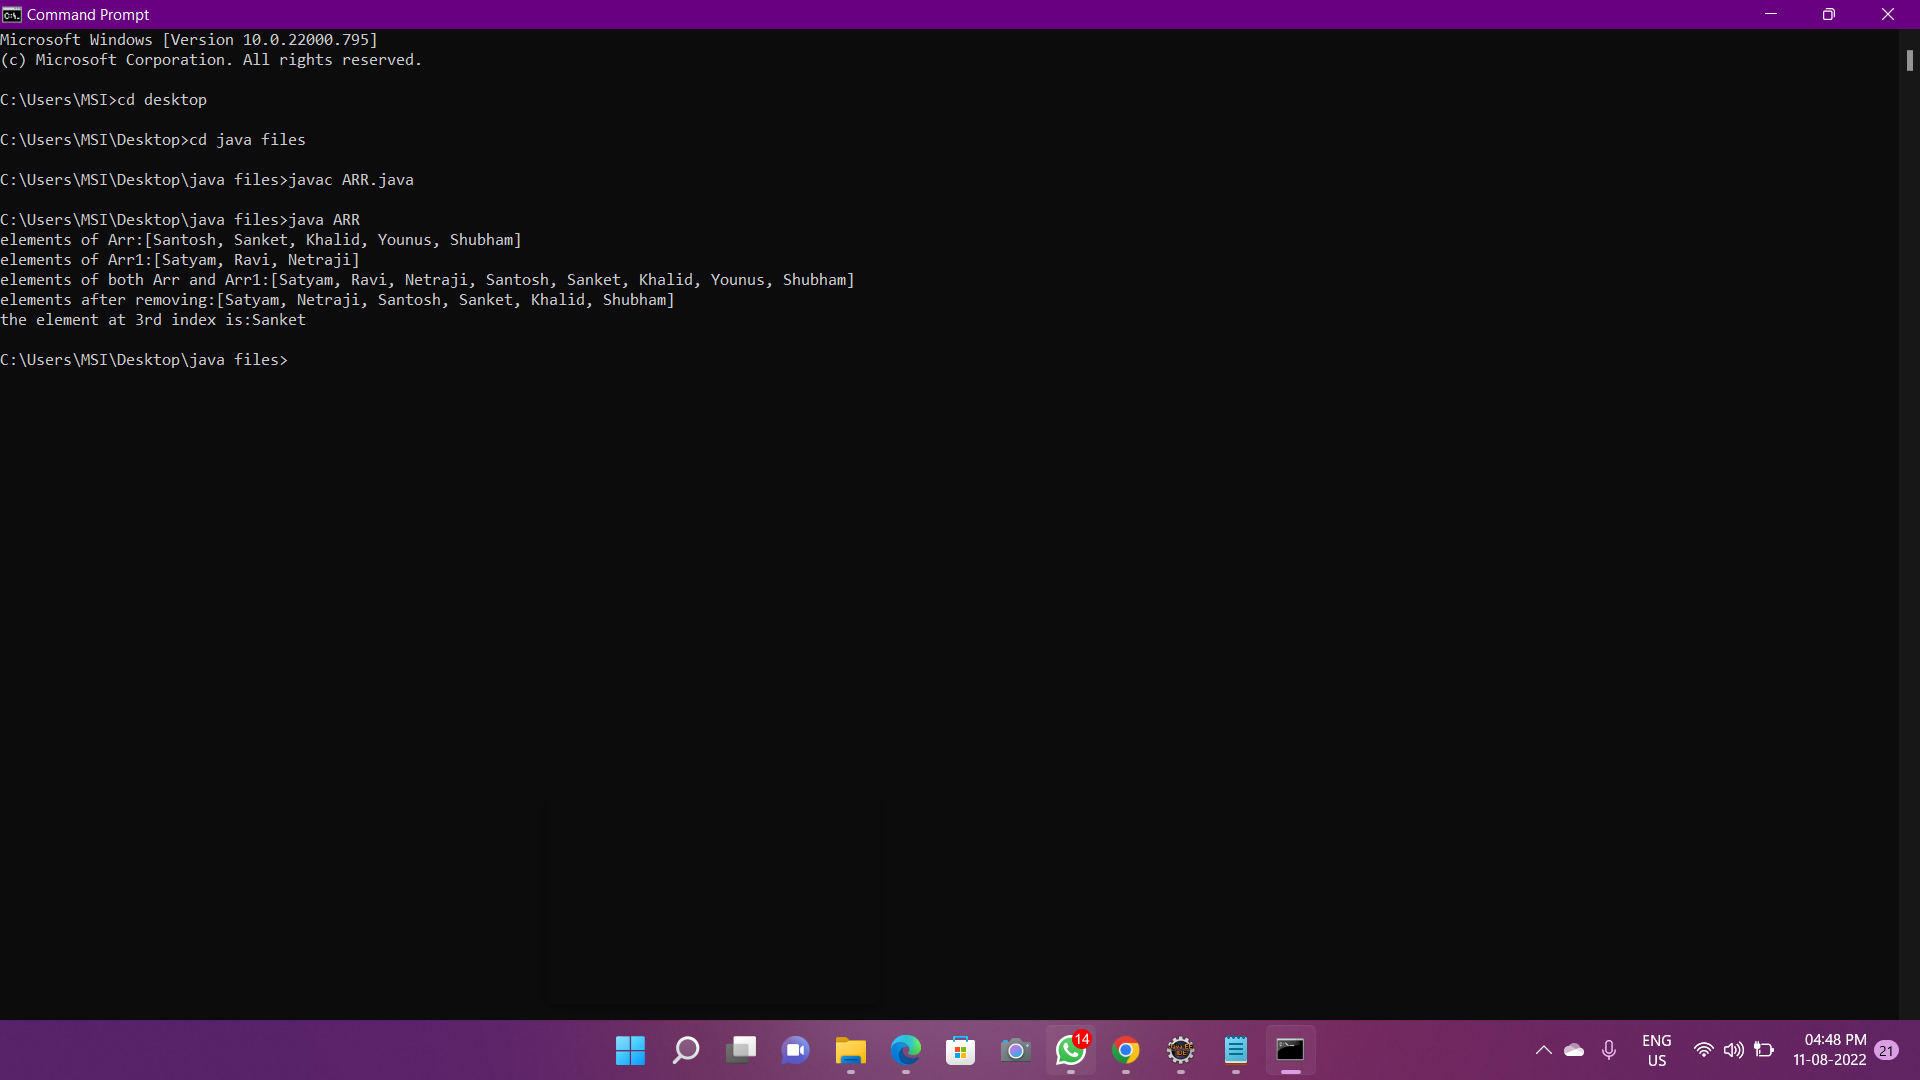 Command Prompt
Microsoft Windows [Version 10.0.22000.795]
(c) Microsoft Corporation. All rights reserved.
C:\Users\MSI>cd desktop
C:\Users\MSI\Desktop>cd java files
C:\Users\MSI\Desktop\java files>javac ARR.java
C:\Users\MSI\Desktop\java files>java ARR
elements of Arr:[Santosh, Sanket, Khalid, Younus, Shubham]
elements of Arr1:[Satyam, Ravi, Netraji]
elements of both Arr and Arr1:[Satyam, Ravi, Netraji, Santosh, Sanket, Khalid, Younus, Shubham]
elements after removing:[Satyam, Netraji, Santosh, Sanket, Khalid, Shubham]
the element at 3rd index is:Sanket
C:\Users\MSI\Desktop\java files>
14
ENG
US
04:48 PM
11-08-2022
21